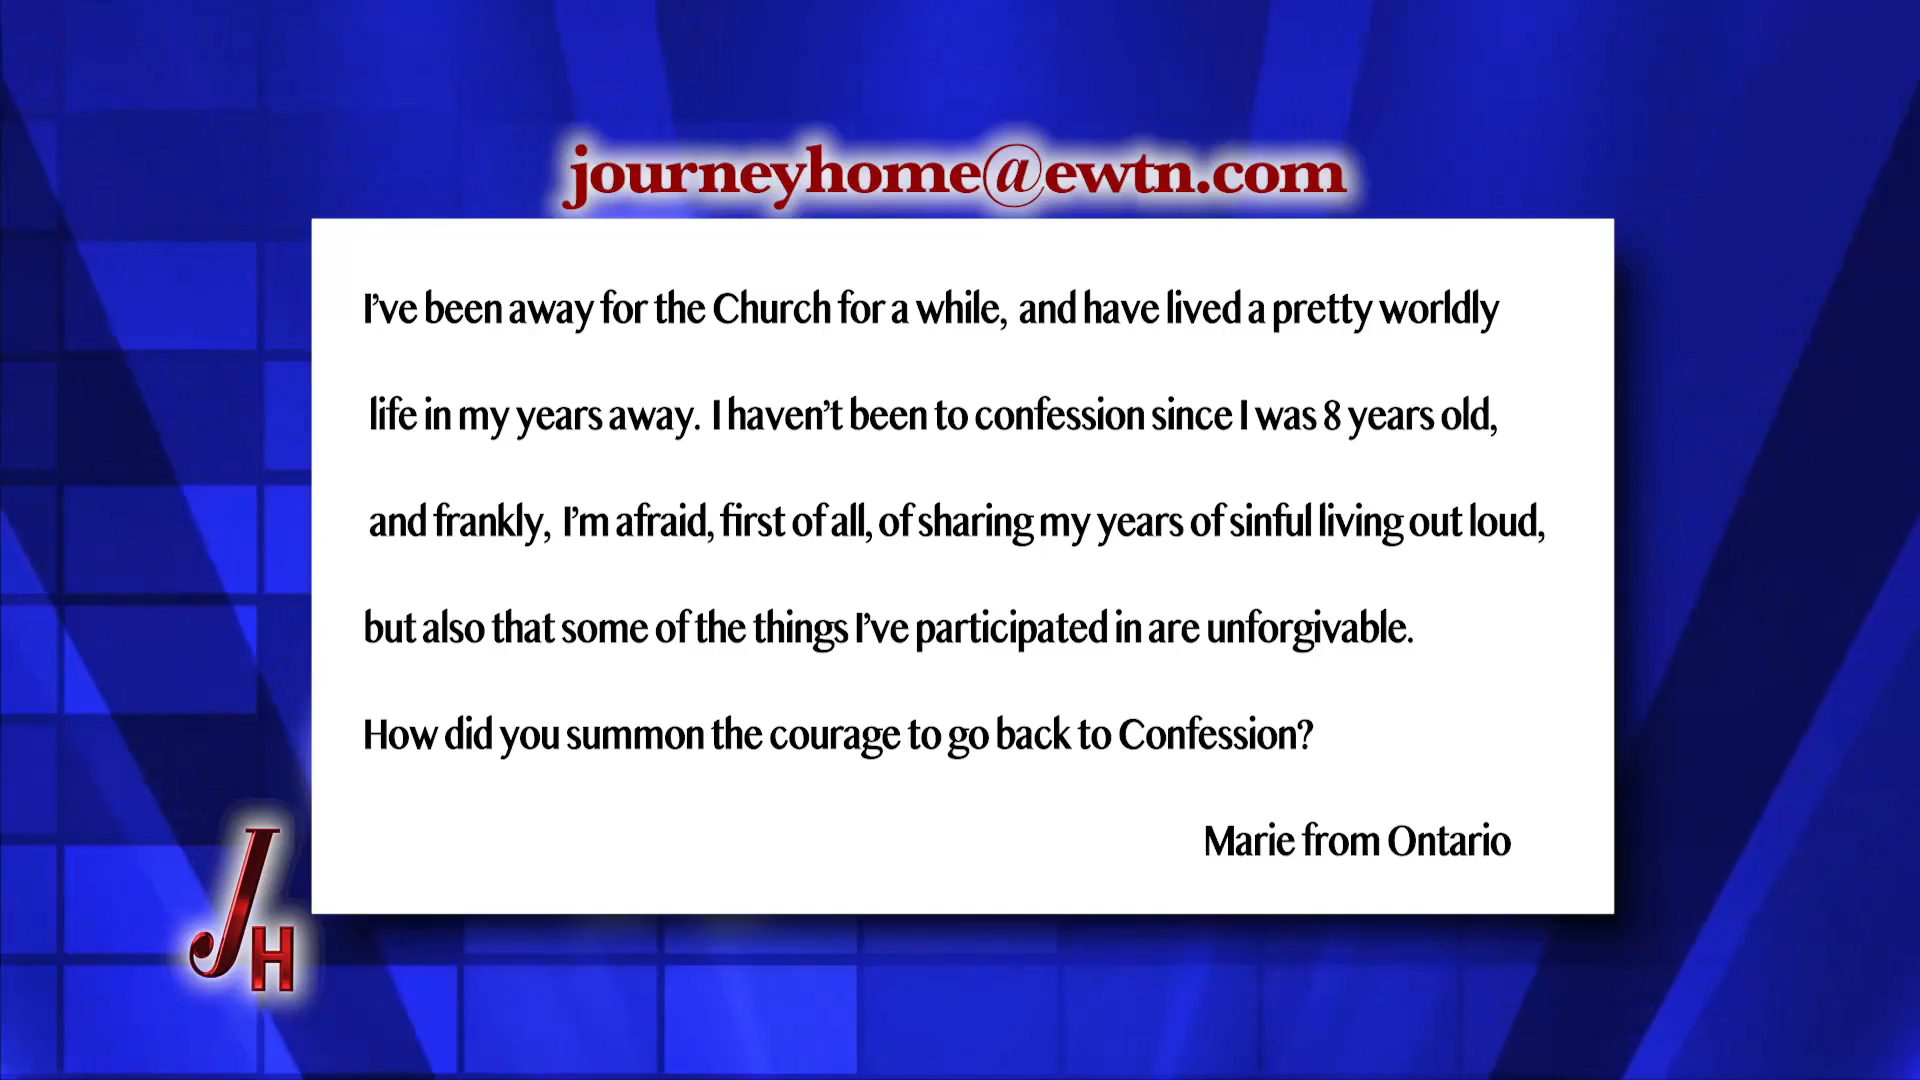 journeyhome@ewtn.com
I’ve been away for the Church for a while, and have lived a pretty worldly
life in my years away. I haven’t been to confession since I was 8 years old,
and frankly, I’m afraid, first of all, of sharing my years of sinful living out loud,
but also that some of the things I’ve participated in are unforgivable.
How did you summon the courage to go back to Confession?
Marie from Ontario
JH